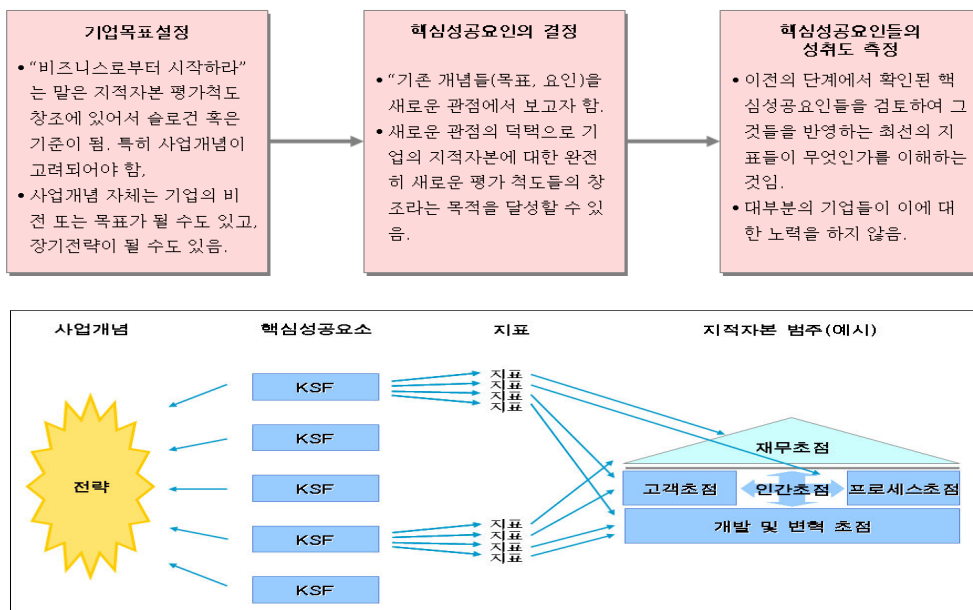 기업목표설정
• “비즈니스로부터 시작하라”
는 말은 지적자본 평가척도
창조에 있어서 슬로건 혹은
기준이 됨. 특히 사업개념이
고려되어야 함,
• 사업개념 자체는 기업의 비
전 또는 목표가 될 수도 있고,
장기전략이 될 수도 있음.
핵심성공요인의 결정
• “기존 개념들(목표, 요인)을
새로운 관점에서 보고자 함.
• 새로운 관점의 덕택으로 기
업의 지적자본에 대한 완전
히 새로운 평가 척도들의 창
조라는 목적을 달성할 수 있
음.
핵심성공요인들의
성취도 측정
• 이전의 단계에서 확인된 핵
심성공요인들을 검토하여 그
것들을 반영하는 최선의 지
표들이 무엇인가를 이해하는
것임.
• 대부분의 기업들이 이에 대
한 노력을 하지 않음.
사업개념
핵심성공요소
지표
지적자본 범주(예시)
전략
KSF
KSF
KSF
KSF
KSF
지표
지표
지표
지표
지표
지표
지표
지표
재무초점
고객초점
인간초점
프로세스초점
개발 및 변혁 초점